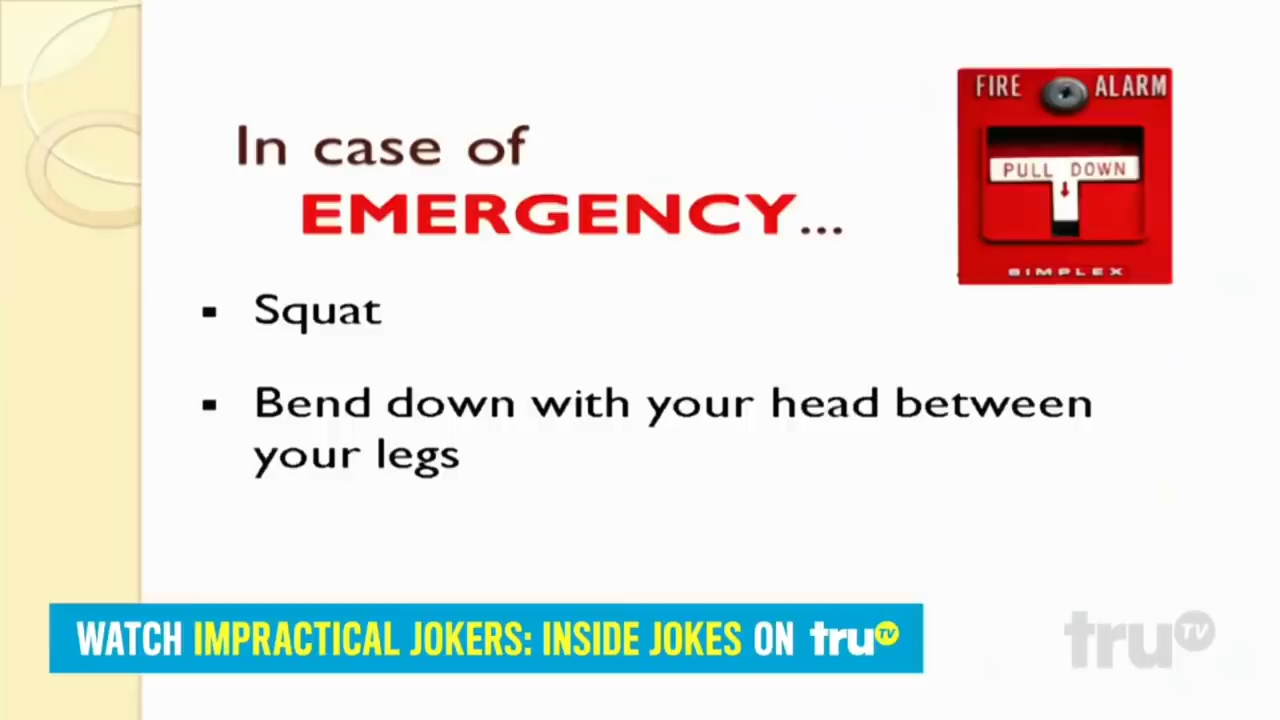 In case of
EMERGENCY...
FIRE ALARM
PULL DOWN
SIMPLEX
▪ Squat
▪ Bend down with your head between
your legs
WATCH IMPRACTICAL JOKERS: INSIDE JOKES ON truTV
truTV